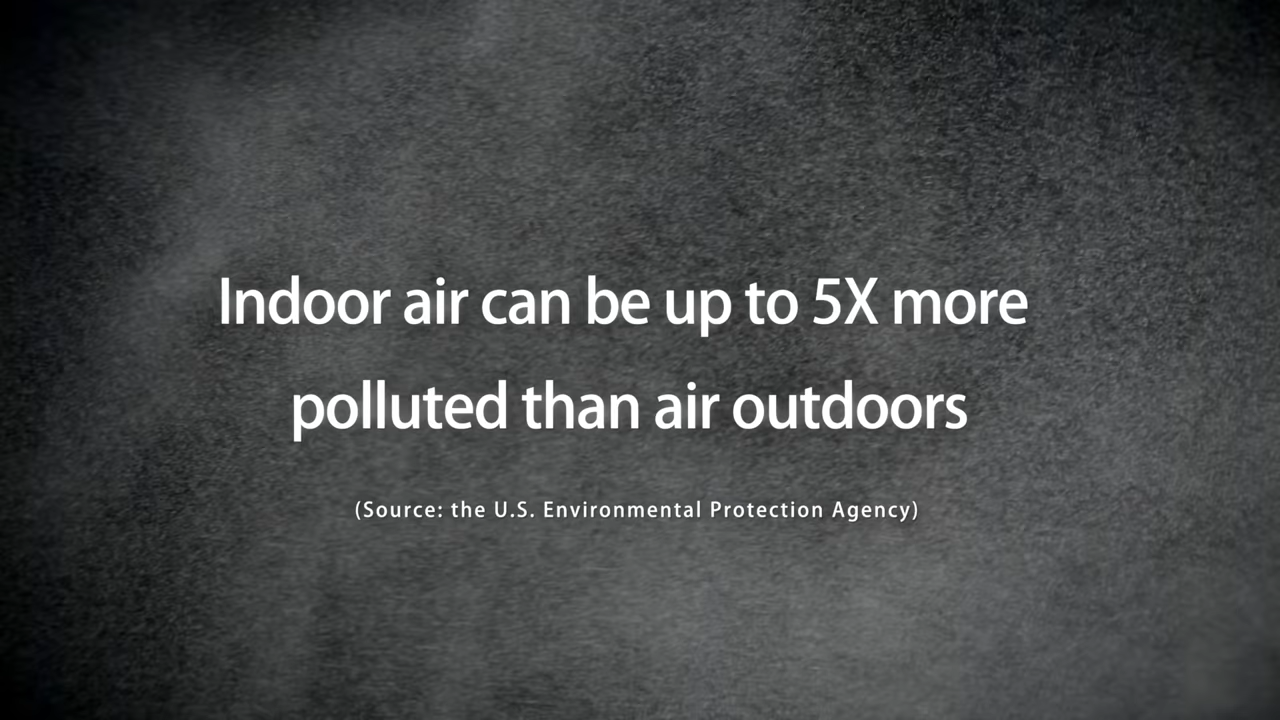 Indoor air can be up to 5X more
polluted than air outdoors
(Source: the U.S. Environmental Protection Agency)